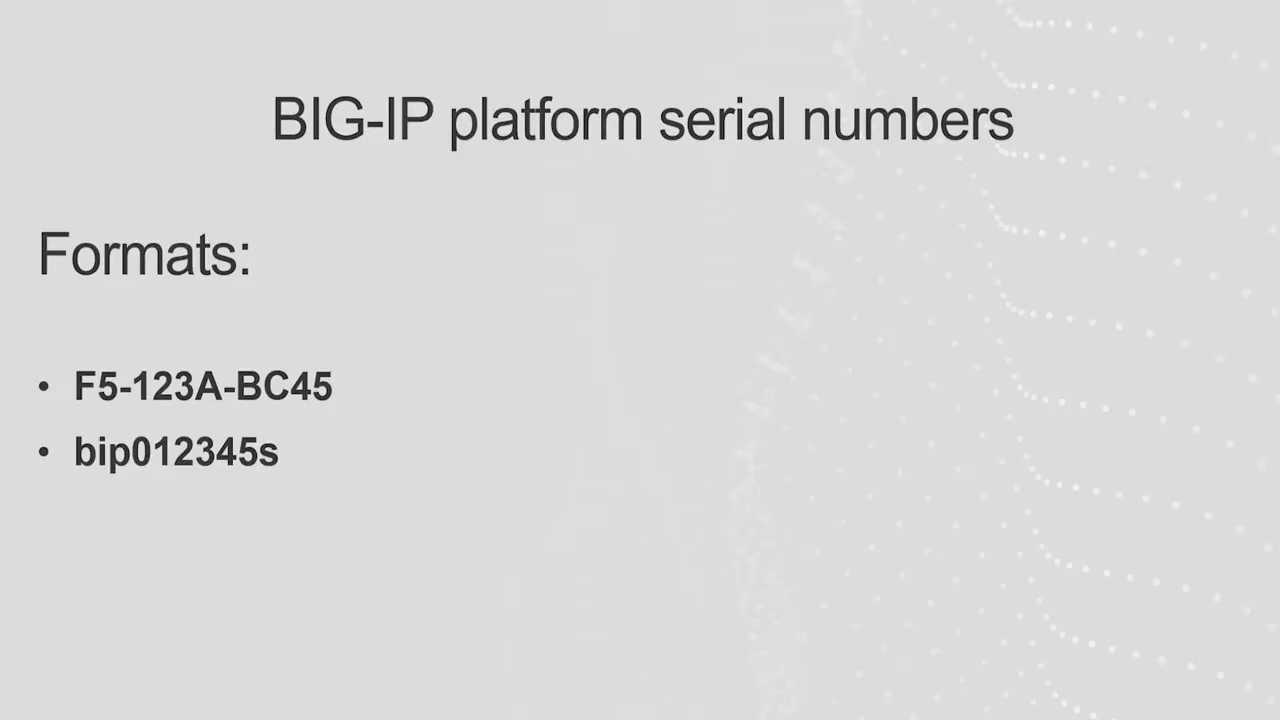 BIG-IP platform serial numbers
Formats:
• F5-123A-BC45
• bip012345s